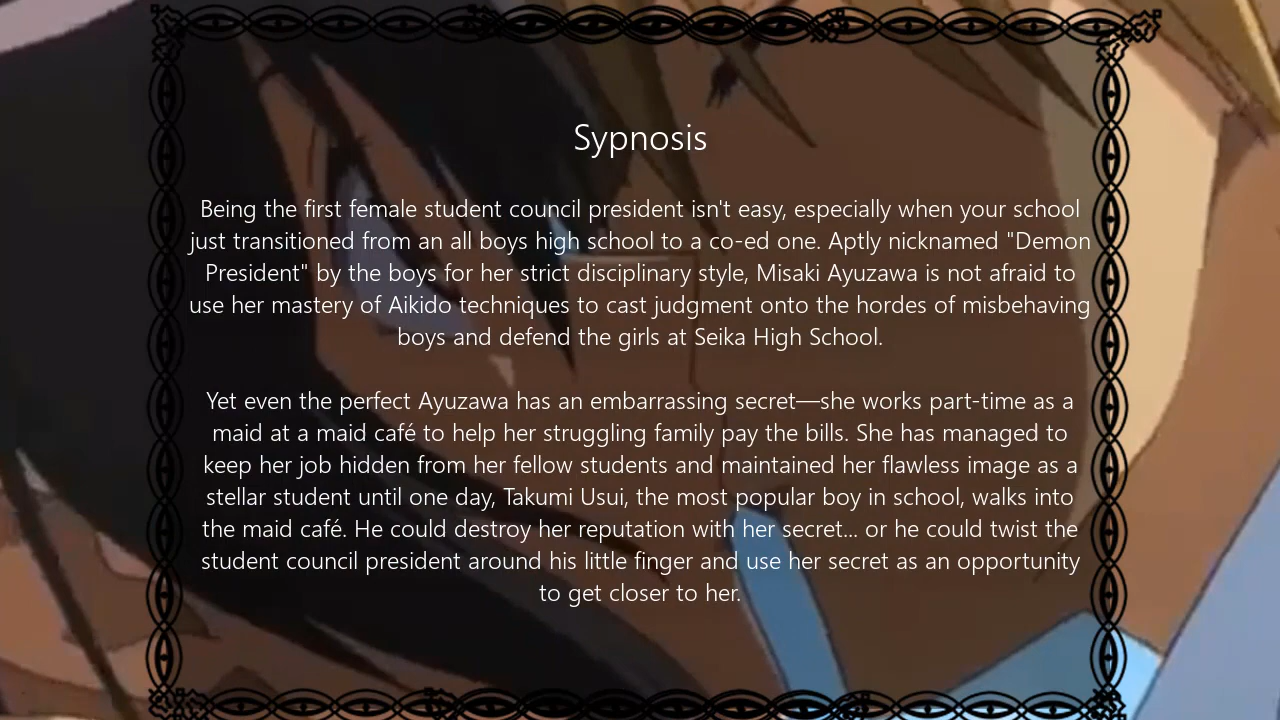 Sypnosis
Being the first female student council president isn't easy, especially when your school
just transitioned from an all boys high school to a co-ed one. Aptly nicknamed "Demon
President" by the boys for her strict disciplinary style, Misaki Ayuzawa is not afraid to
use her mastery of Aikido techniques to cast judgment onto the hordes of misbehaving
boys and defend the girls at Seika High School.
Yet even the perfect Ayuzawa has an embarrassing secret—she works part-time as a
maid at a maid café to help her struggling family pay the bills. She has managed to
keep her job hidden from her fellow students and maintained her flawless image as a
stellar student until one day, Takumi Usui, the most popular boy in school, walks into
the maid café. He could destroy her reputation with her secret... or he could twist the
student council president around his little finger and use her secret as an opportunity
to get closer to her.